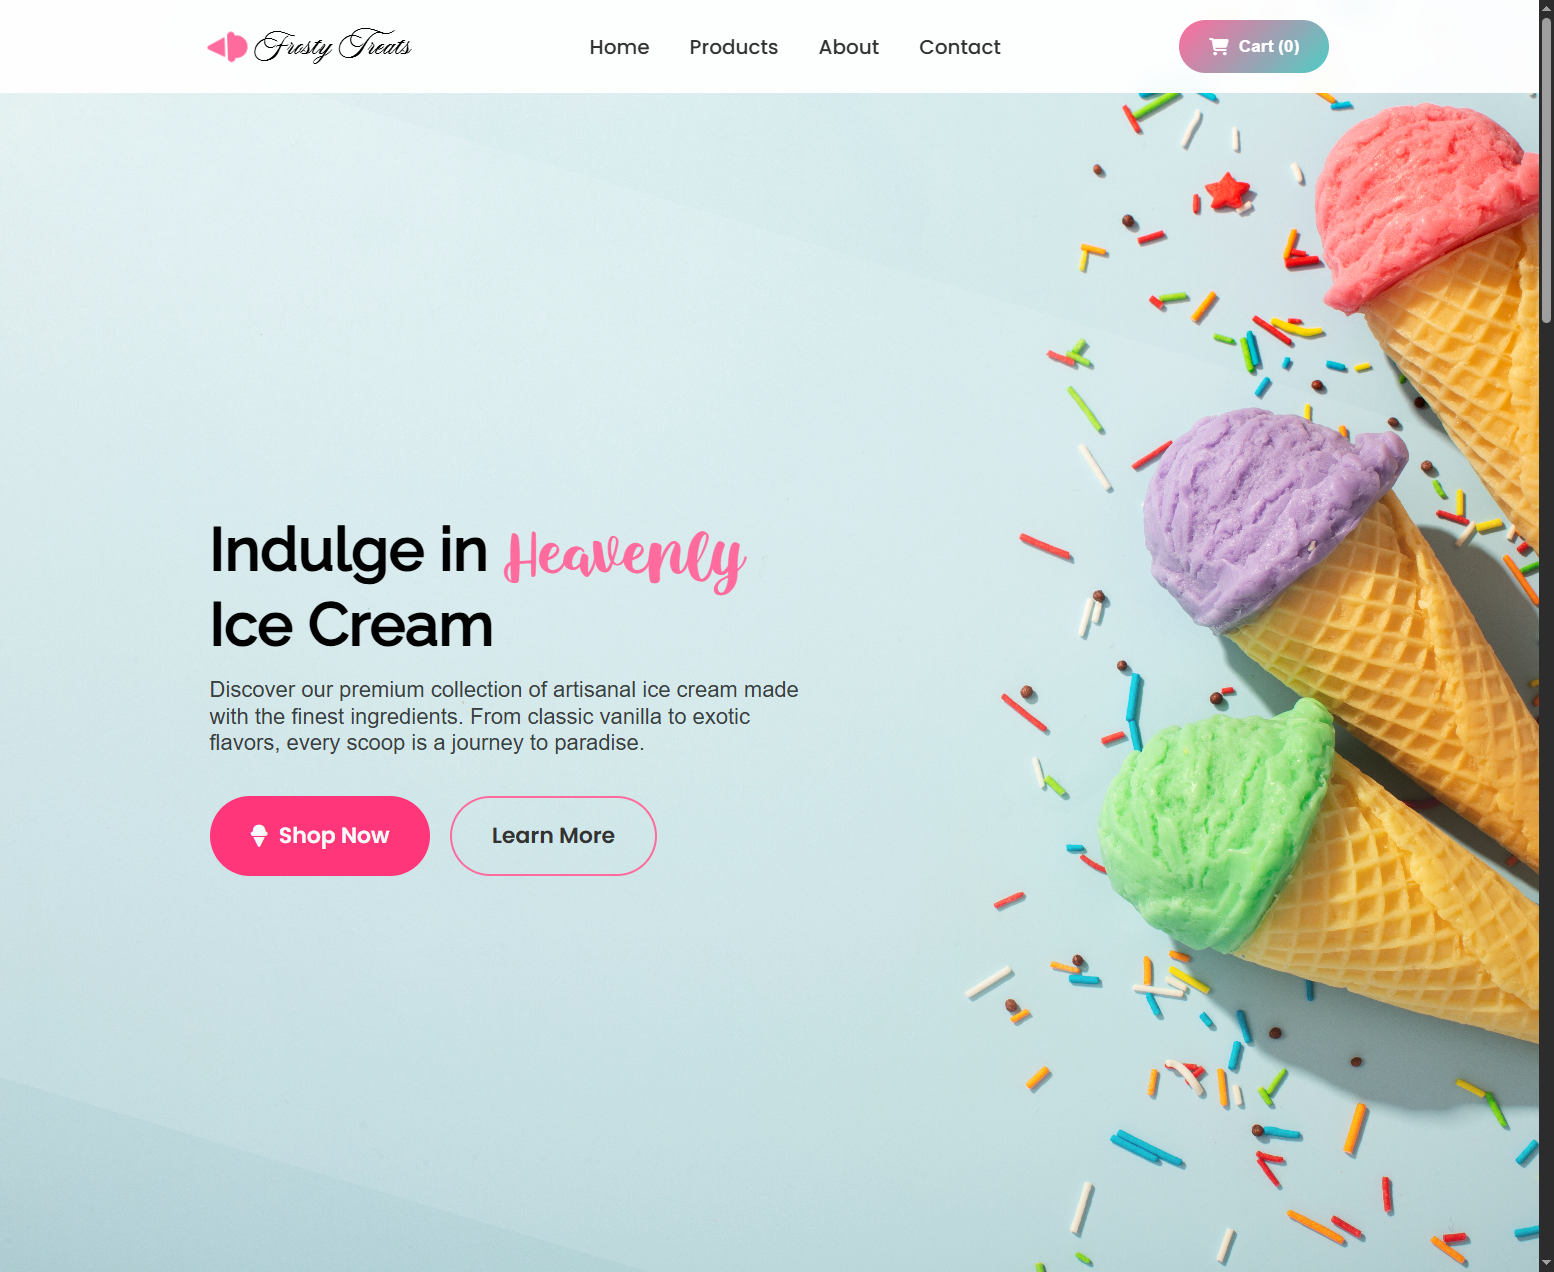 Frosty Treats
Home
Products
About
Contact
Cart (0)
Indulge in Heavenly
Ice Cream
Discover our premium collection of artisanal ice cream made
with the finest ingredients. From classic vanilla to exotic
flavors, every scoop is a journey to paradise.
Shop Now
Learn More